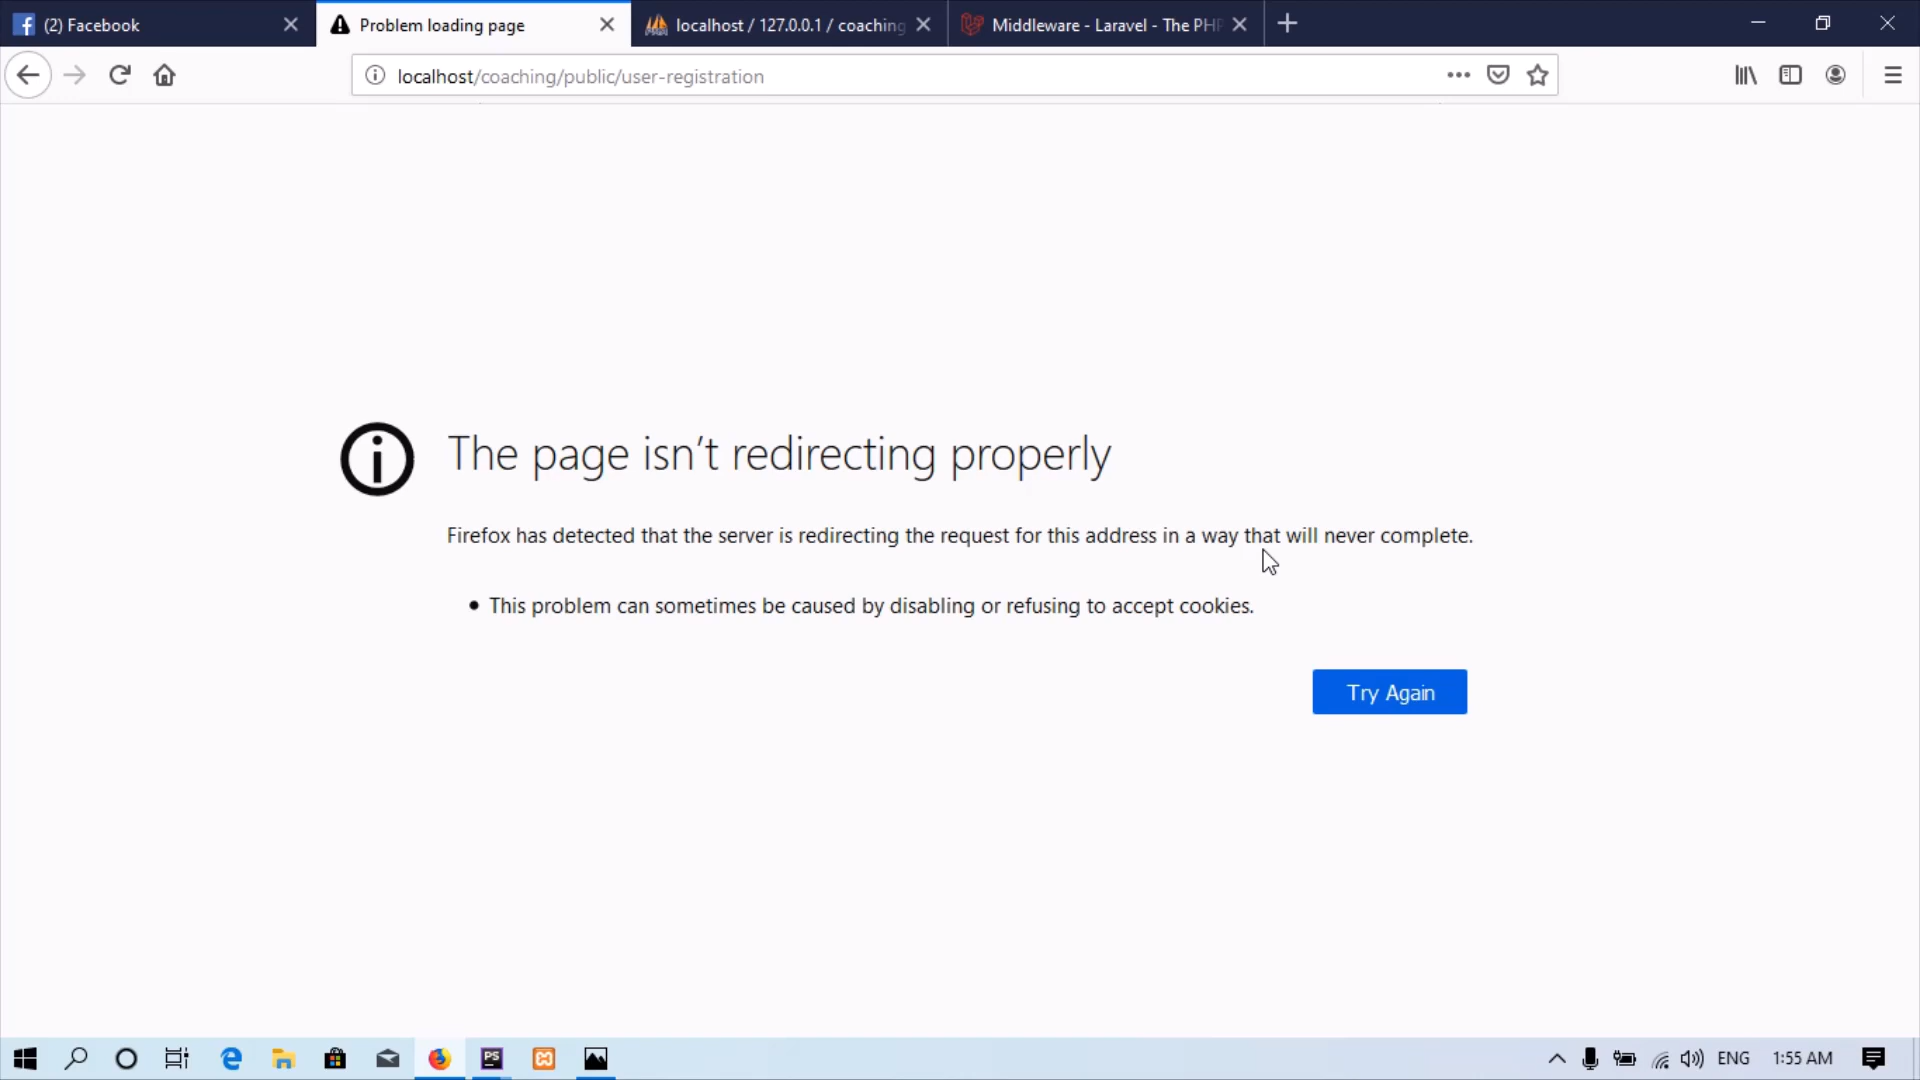 (2) Facebook
Problem loading page
localhost / 127.0.0.1 / coaching
Middleware - Laravel - The PHP
localhost/coaching/public/user-registration
The page isn’t redirecting properly
Firefox has detected that the server is redirecting the request for this address in a way that will never complete.
• This problem can sometimes be caused by disabling or refusing to accept cookies.
Try Again
PS
ENG
1:55 AM